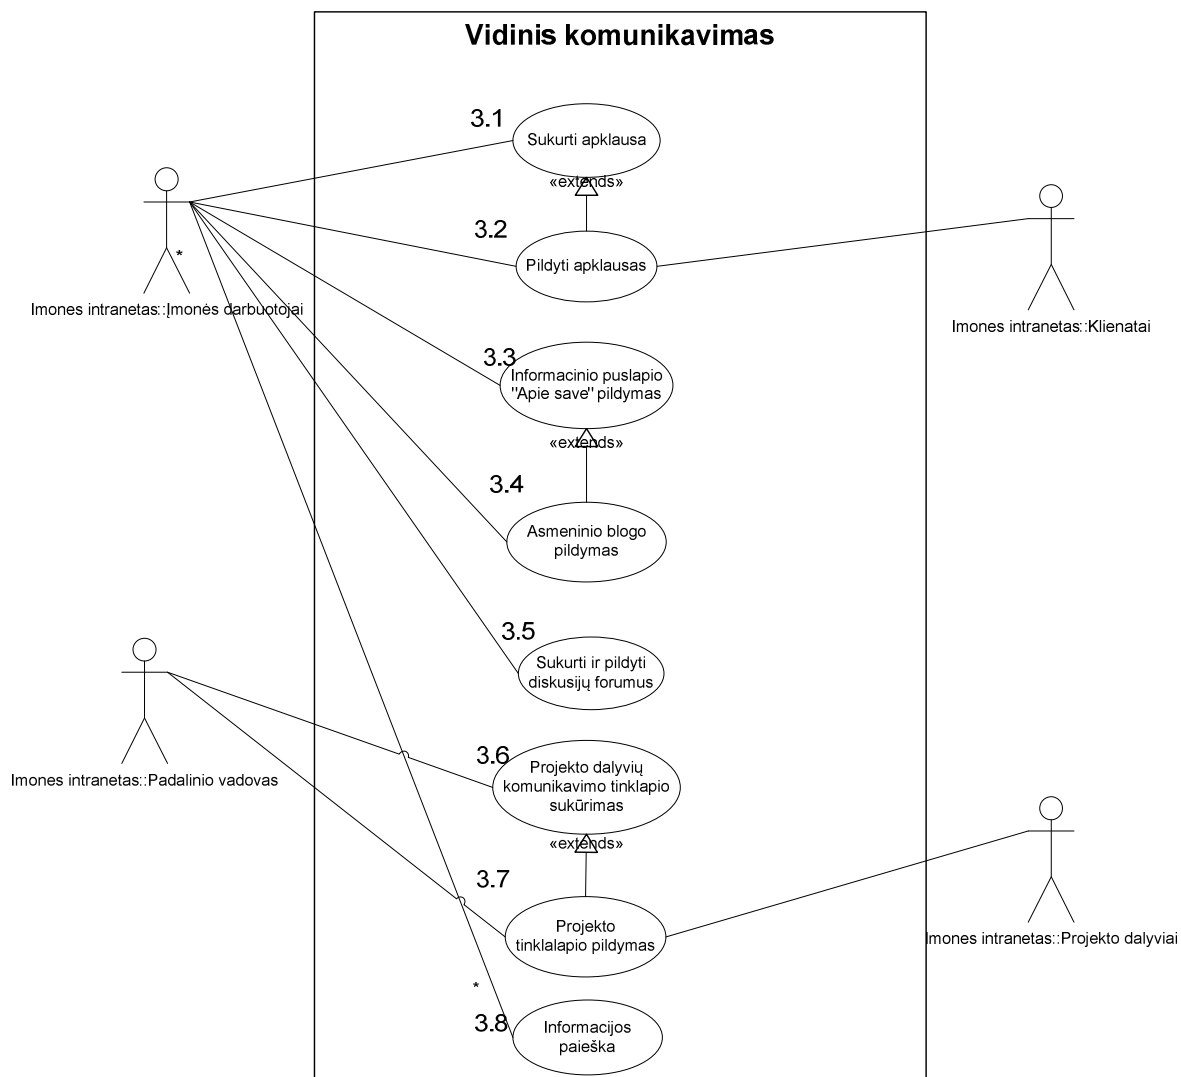 Vidinis komunikavimas
3.1
Sukurti apklausa
«extends»
3.2
Pildyti apklausas
*
Imones intranetas::Įmonės darbuotojai
Imones intranetas::Klienatai
3.3
Informacinio puslapio
"Apie save" pildymas
«extends»
3.4
Asmeninio blogo
pildymas
3.5
Sukurti ir pildyti
diskusijų forumus
Imones intranetas::Padalinio vadovas
3.6
Projekto dalyvių
komunikavimo tinklapio
sukūrimas
«extends»
3.7
Projekto
tinklalapio pildymas
Imones intranetas::Projekto dalyviai
*
3.8
Informacijos
paieška